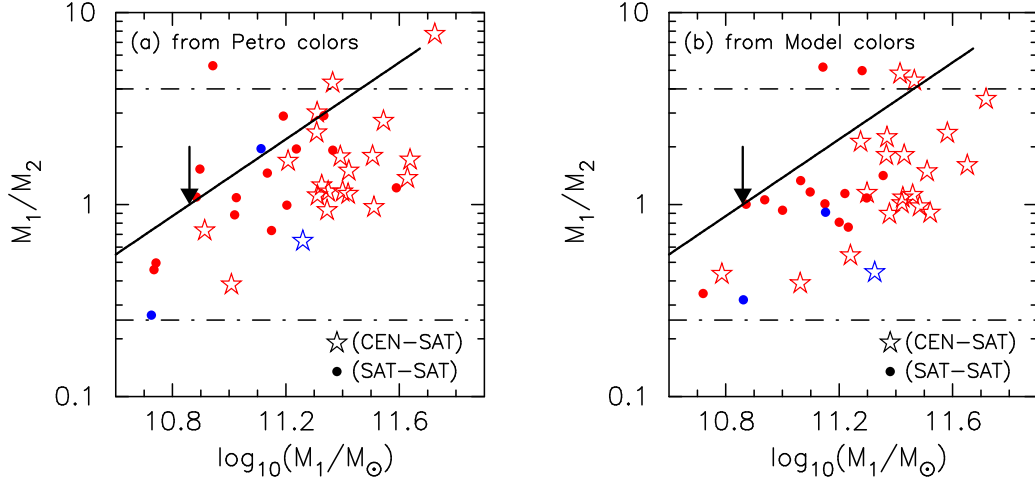 (a) from Petro colors
10
1
0.1
M₁/M₂
☆(CEN−SAT)
●(SAT−SAT)
10.8 11.2 11.6
log₁₀(M₁/M☉)
(b) from Model colors
10
1
0.1
M₁/M₂
☆(CEN−SAT)
●(SAT−SAT)
10.8 11.2 11.6
log₁₀(M₁/M☉)